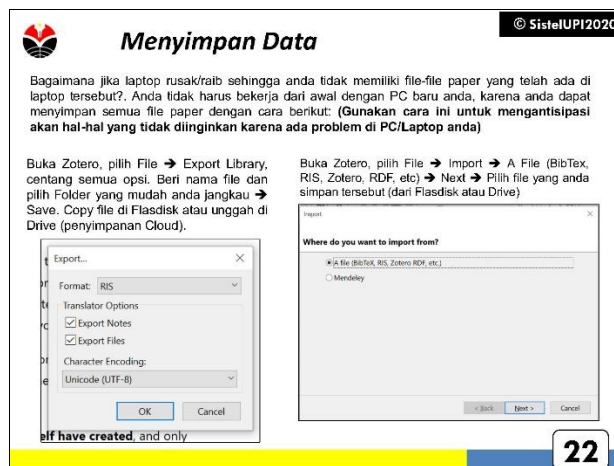 © SistelUPI2020
Menyimpan Data
Bagaimana jika laptop rusak/raib sehingga anda tidak memiliki file-file paper yang telah ada di
laptop tersebut?. Anda tidak harus bekerja dari awal dengan PC baru anda, karena anda dapat
menyimpan semua file paper dengan cara berikut: (Gunakan cara ini untuk mengantisipasi
akan hal-hal yang tidak diinginkan karena ada problem di PC/Laptop anda)
Buka Zotero, pilih File ➔ Export Library,
centang semua opsi. Beri nama file dan
pilih Folder yang mudah anda jangkau ➔
Save. Copy file di Flasdisk atau unggah di
Drive (penyimpanan Cloud).
Export...
Format: RIS
Translator Options
Export Notes
Export Files
Character Encoding:
Unicode (UTF-8)
OK Cancel
elf have created, and only
Buka Zotero, pilih File ➔ Import ➔ A File (BibTex,
RIS, Zotero, RDF, etc) ➔ Next ➔ Pilih file yang anda
simpan tersebut (dari Flasdisk atau Drive)
Import
Where do you want to import from?
A file (BibTeX, RIS, Zotero RDF, etc.)
Mendeley
< Back Next > Cancel
22